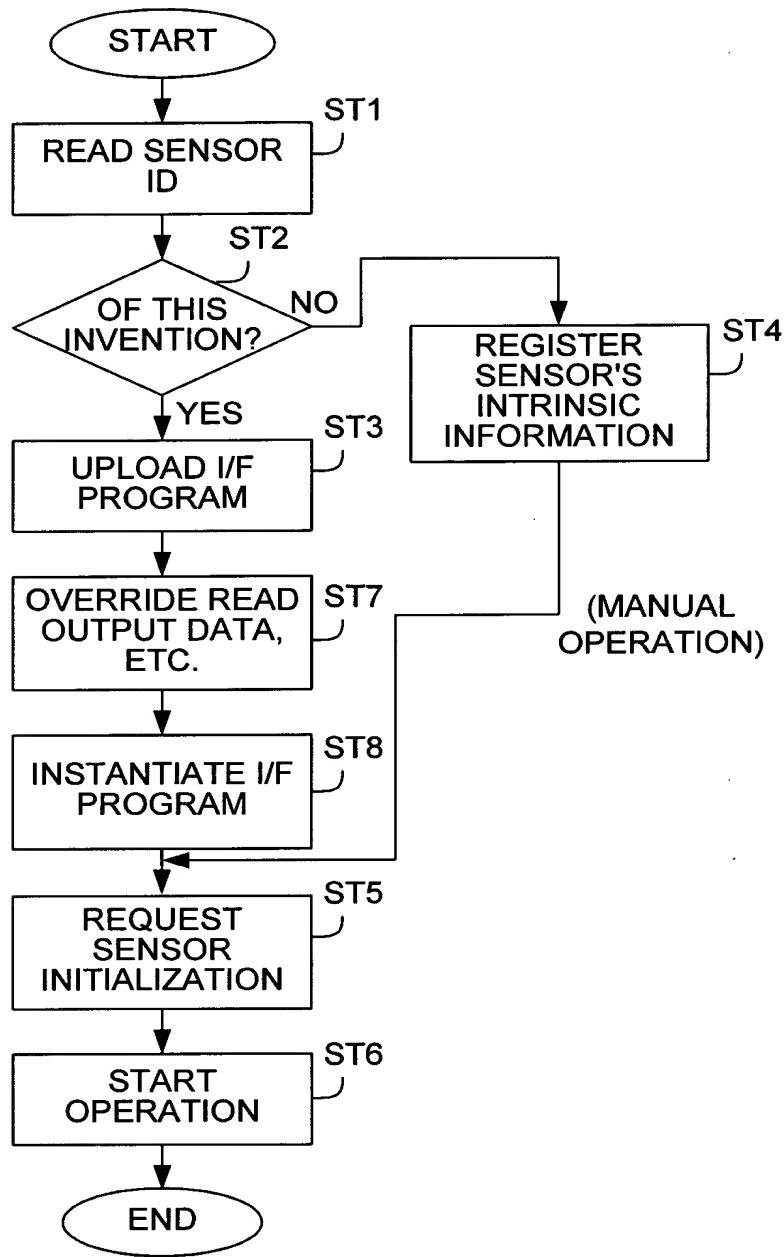 START
ST1
READ SENSOR
ID
ST2
OF THIS
INVENTION?
NO
YES
ST4
REGISTER
SENSOR'S
INTRINSIC
INFORMATION
ST3
UPLOAD I/F
PROGRAM
ST7
OVERRIDE READ
OUTPUT DATA,
ETC.
(MANUAL
OPERATION)
ST8
INSTANTIATE I/F
PROGRAM
ST5
REQUEST
SENSOR
INITIALIZATION
ST6
START
OPERATION
END